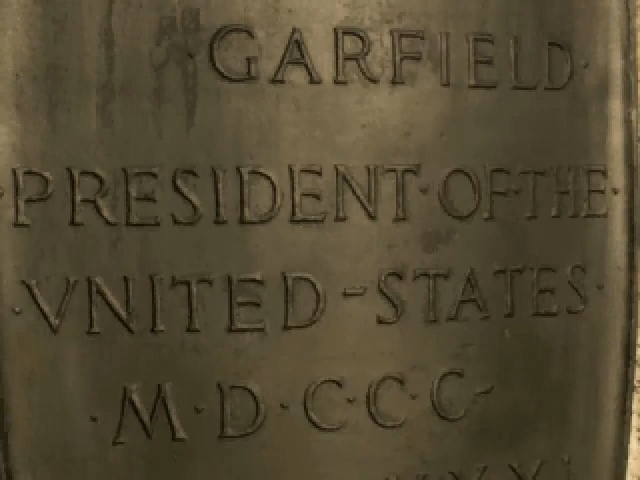 GARFIELD·
·PRESIDENT·OF·THE·
·VNITED-STATES·
·M·D·C·C·C-